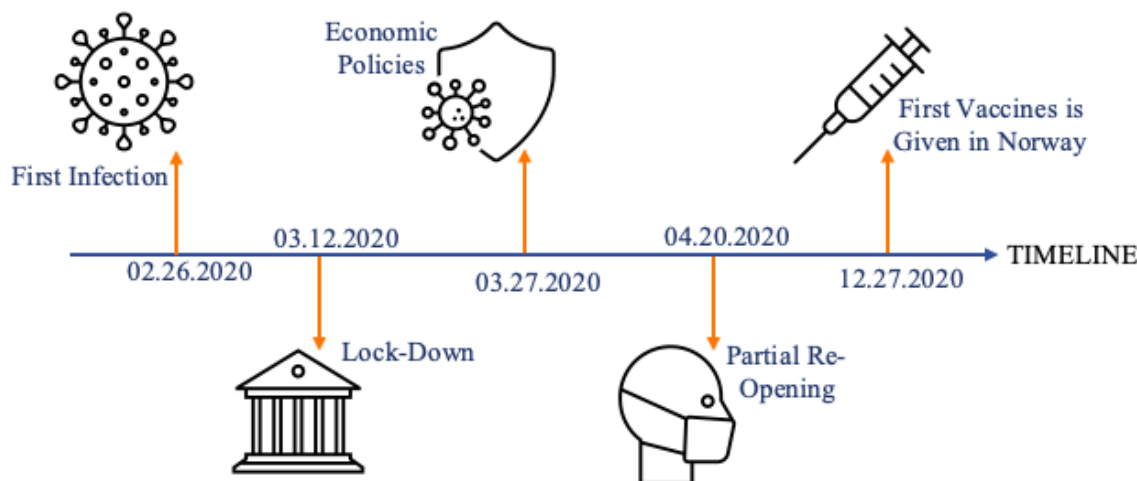 Economic
Policies
First Vaccines is
Given in Norway
First Infection
03.12.2020
04.20.2020
TIMELINE
02.26.2020
03.27.2020
12.27.2020
Lock-Down
Partial Re-
Opening